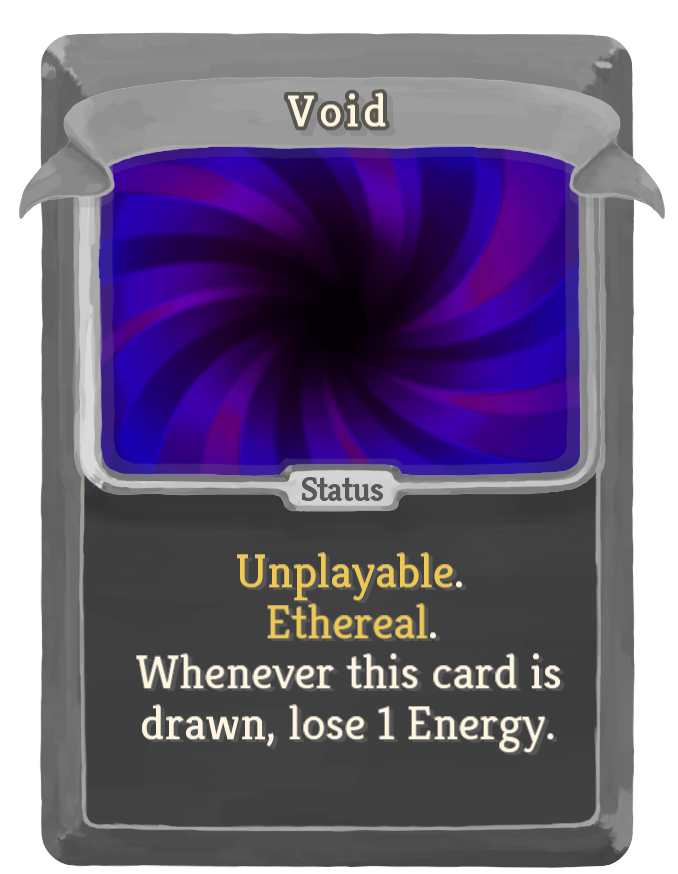 Void
Status
Unplayable.
Ethereal.
Whenever this card is
drawn, lose 1 Energy.